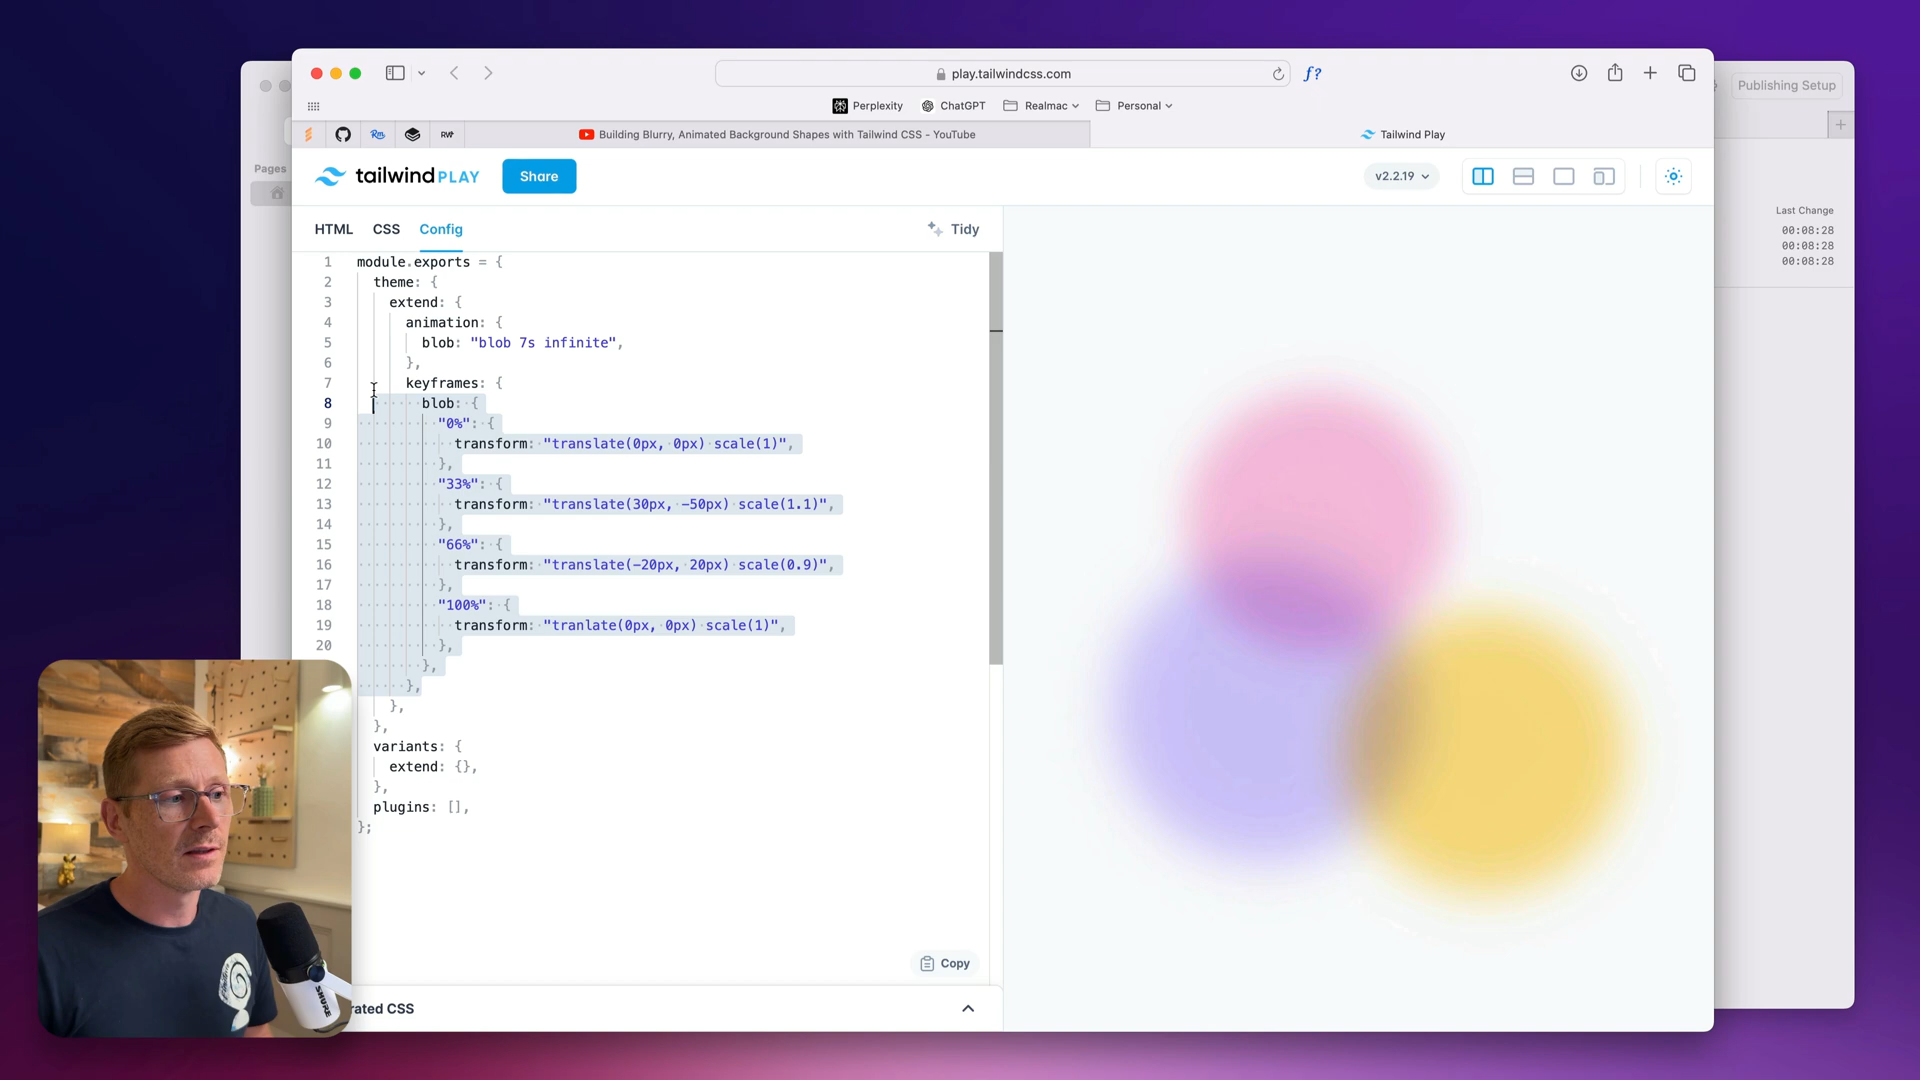 Publishing Setup
play.tailwindcss.com
ƒ?
Perplexity
ChatGPT
Realmac
Personal
Rm
RW
Building Blurry, Animated Background Shapes with Tailwind CSS - YouTube
Tailwind Play
Pages
tailwind PLAY
Share
v2.2.19
Last Change
00:08:28
00:08:28
00:08:28
HTML
CSS
Config
Tidy
1 module.exports = {
2 theme: {
3 extend: {
4 animation: {
5 blob: "blob 7s infinite",
6 },
7 keyframes: {
8 blob: {
9 "0%": {
10 transform: "translate(0px, 0px) scale(1)",
11 },
12 "33%": {
13 transform: "translate(30px, -50px) scale(1.1)",
14 },
15 "66%": {
16 transform: "translate(-20px, 20px) scale(0.9)",
17 },
18 "100%": {
19 transform: "tranlate(0px, 0px) scale(1)",
20 },
},
},
},
},
variants: {
extend: {},
},
plugins: [],
};
Copy
rated CSS
SHURE